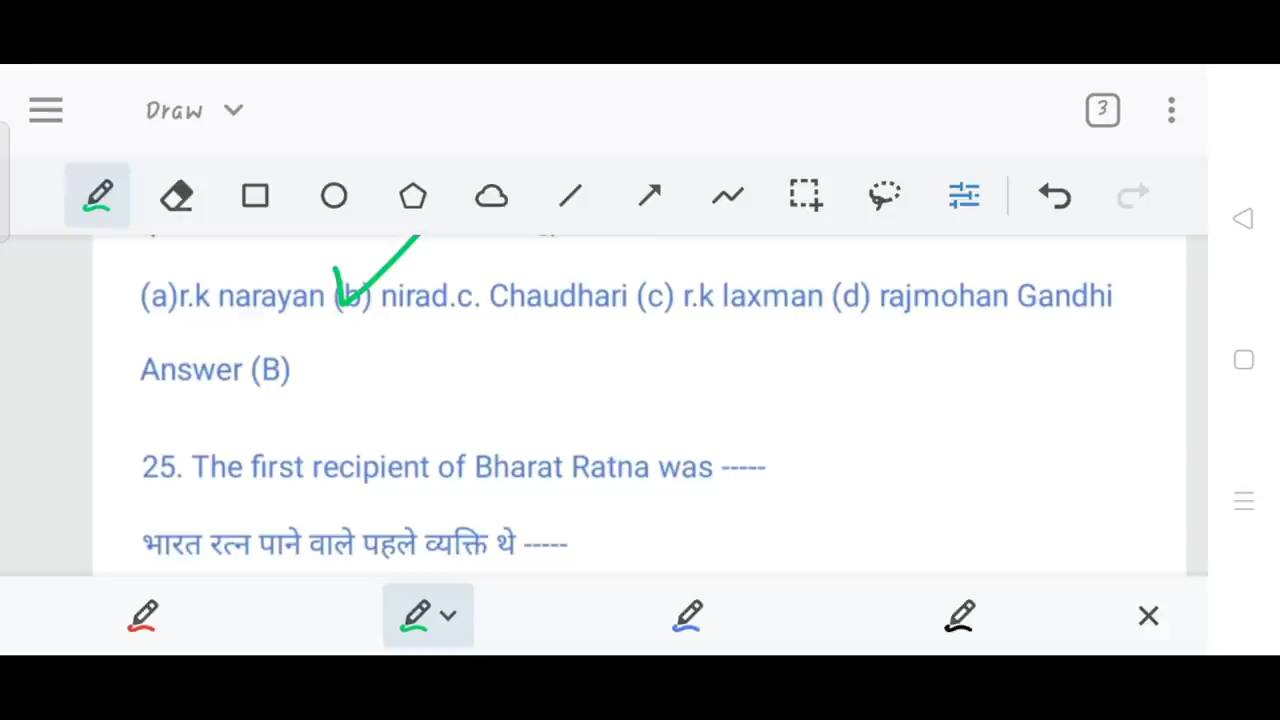 Draw
3
(a)r.k narayan (b) nirad.c. Chaudhari (c) r.k laxman (d) rajmohan Gandhi
Answer (B)
25. The first recipient of Bharat Ratna was -----
भारत रत्न पाने वाले पहले व्यक्ति थे -----